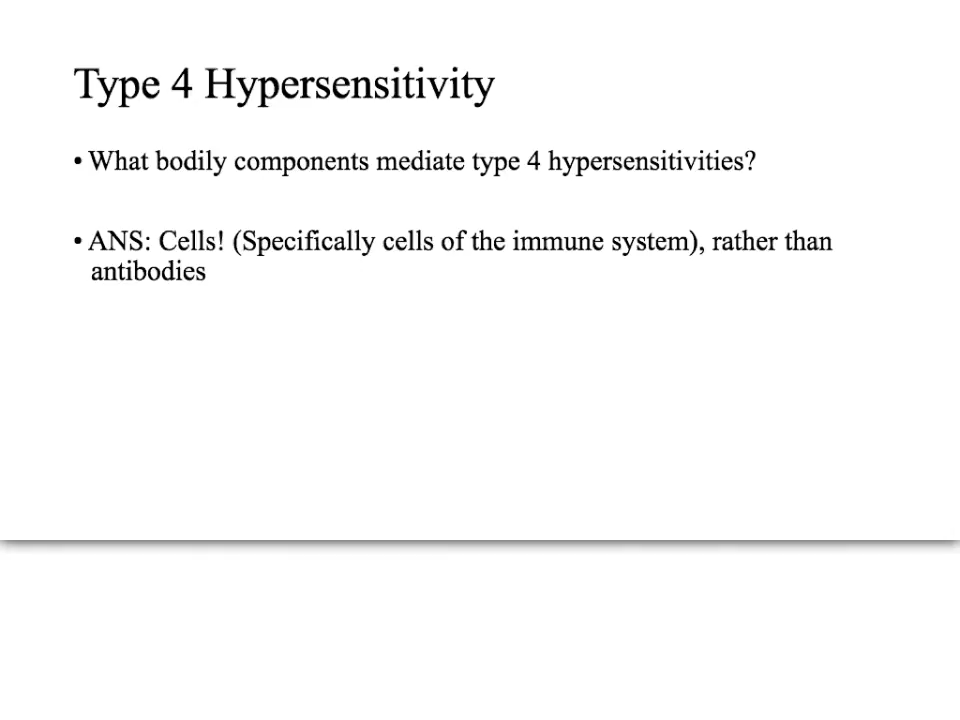 Type 4 Hypersensitivity
• What bodily components mediate type 4 hypersensitivities?
• ANS: Cells! (Specifically cells of the immune system), rather than
antibodies